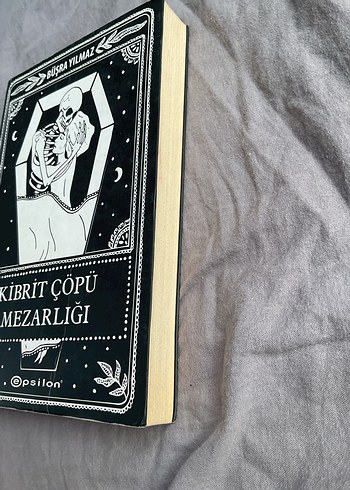 BÜŞRA YILMAZ
KİBRİT ÇÖPÜ
MEZARLIĞI
epsilon